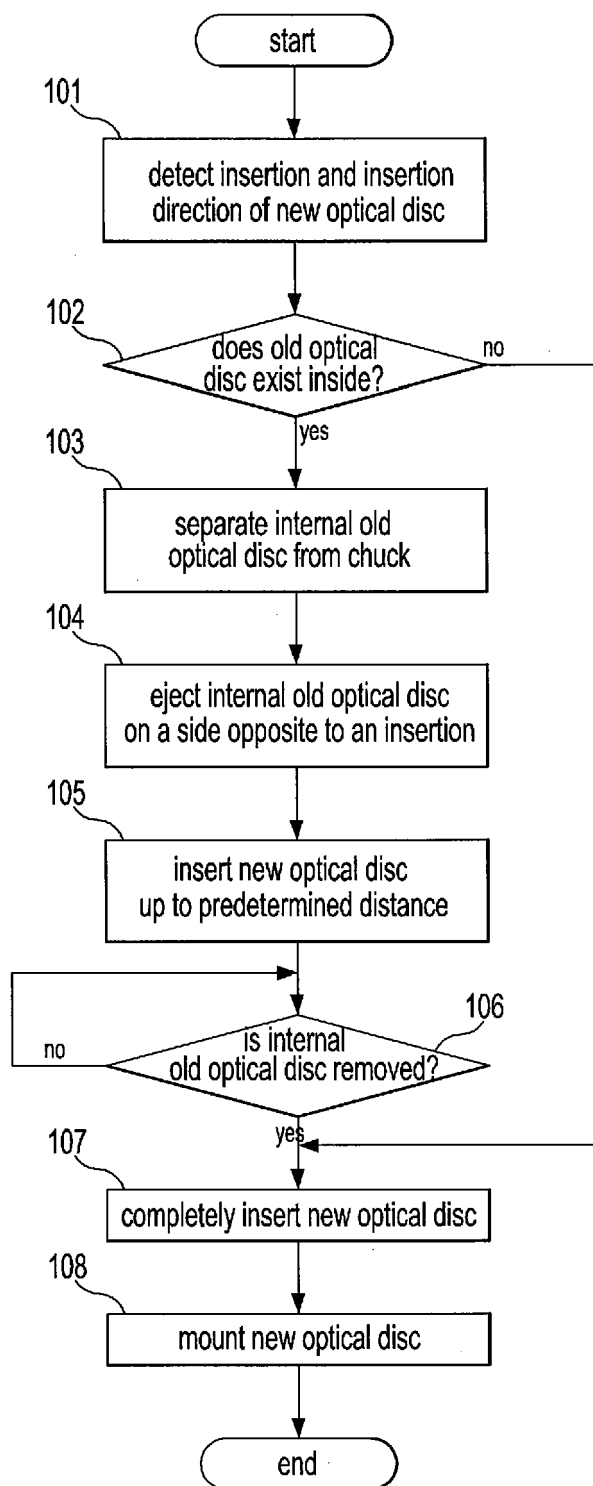 start
101
detect insertion and insertion
direction of new optical disc
102
does old optical
disc exist inside?
no
yes
103
separate internal old
optical disc from chuck
104
eject internal old optical disc
on a side opposite to an insertion
105
insert new optical disc
up to predetermined distance
106
is internal
old optical disc removed?
no
yes
107
completely insert new optical disc
108
mount new optical disc
end